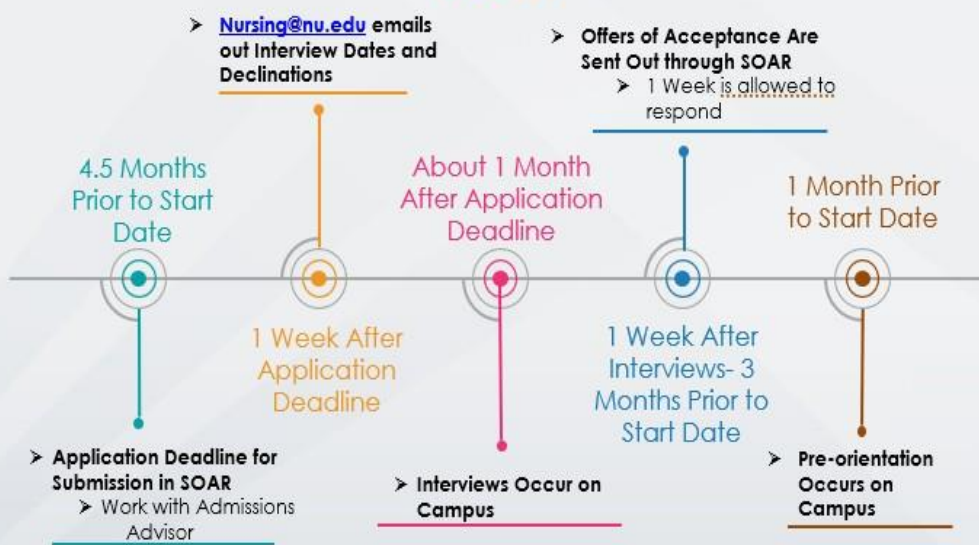 ➢ Nursing@nu.edu emails
out Interview Dates and
Declinations
➢ Offers of Acceptance Are
Sent Out through SOAR
➢ 1 Week is allowed to
respond
4.5 Months
Prior to Start
Date
About 1 Month
After Application
Deadline
1 Month Prior
to Start Date
1 Week After
Application
Deadline
1 Week After
Interviews- 3
Months Prior to
Start Date
➢ Application Deadline for
Submission in SOAR
➢ Work with Admissions
Advisor
➢ Interviews Occur on
Campus
➢ Pre-orientation
Occurs on
Campus